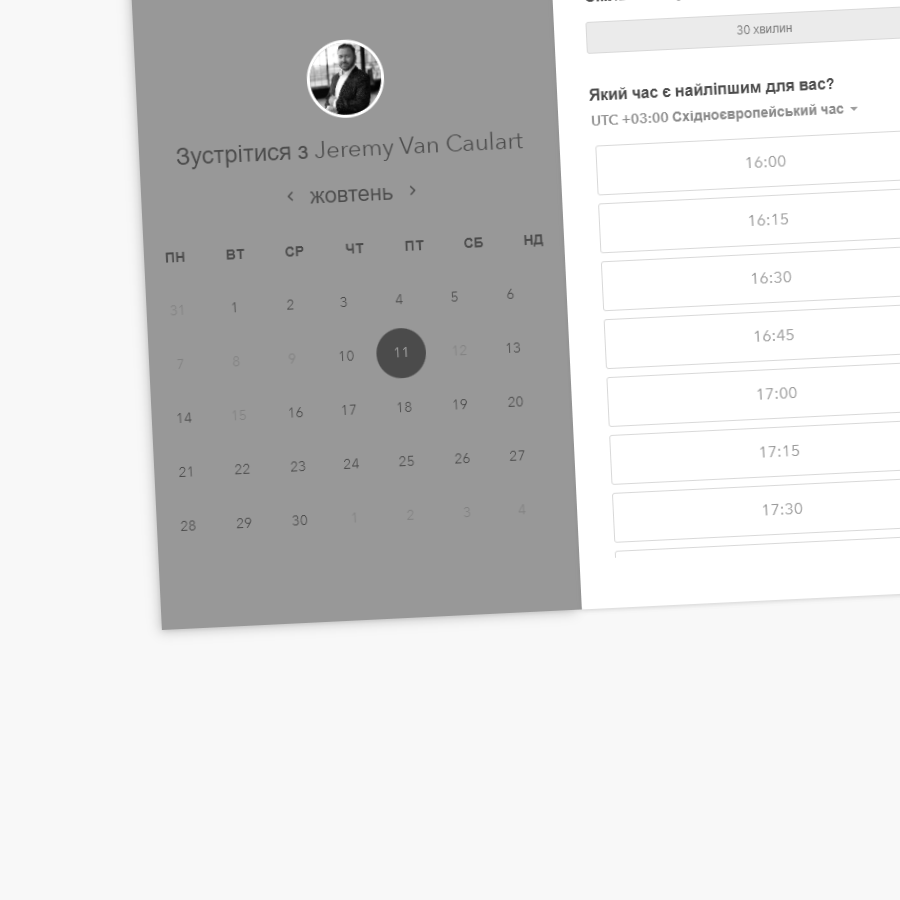 Зустрітися з Jeremy Van Caulart
‹ жовтень ›
ПН ВТ СР ЧТ ПТ СБ НД
31 1 2 3 4 5 6
7 8 9 10 11 12 13
14 15 16 17 18 19 20
21 22 23 24 25 26 27
28 29 30 1 2 3 4
30 хвилин
Який час є найліпшим для вас?
UTC +03:00 Східноєвропейський час
16:00
16:15
16:30
16:45
17:00
17:15
17:30